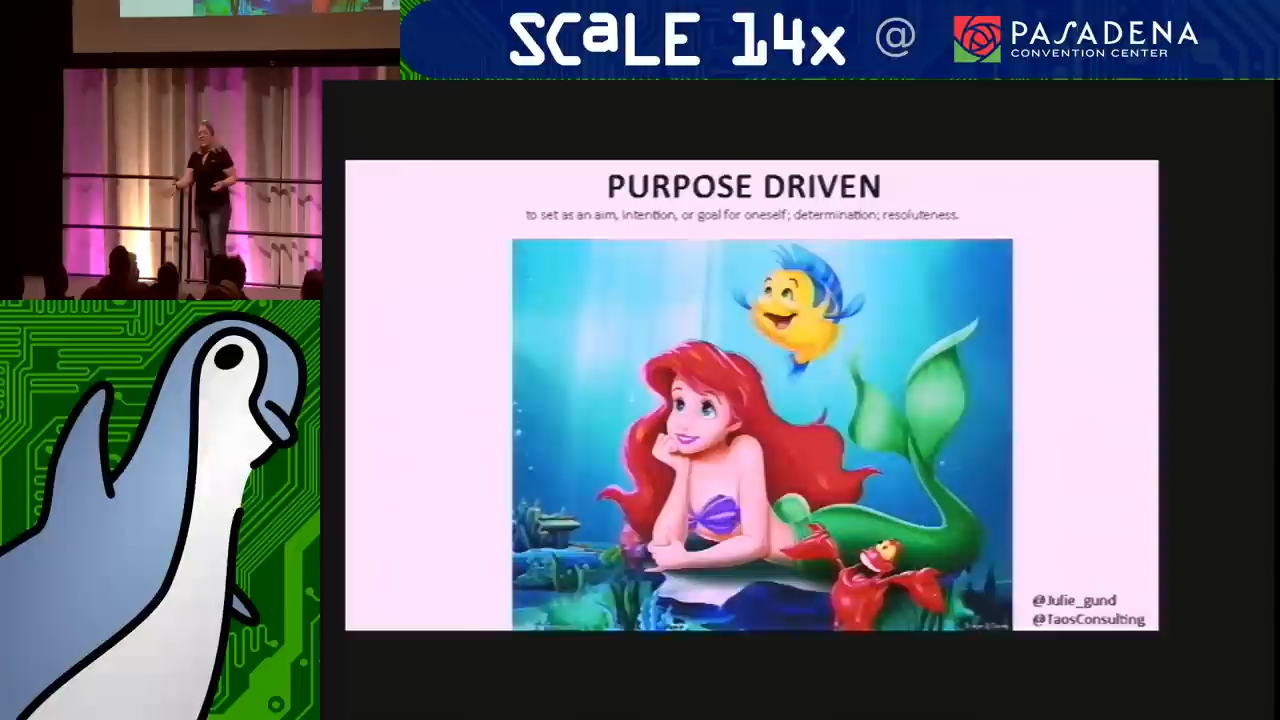 SCaLE 14x @ PASADENA
CONVENTION CENTER
PURPOSE DRIVEN
to set as an aim, intention, or goal for oneself; determination; resoluteness.
@Julie_gund
@TaosConsulting